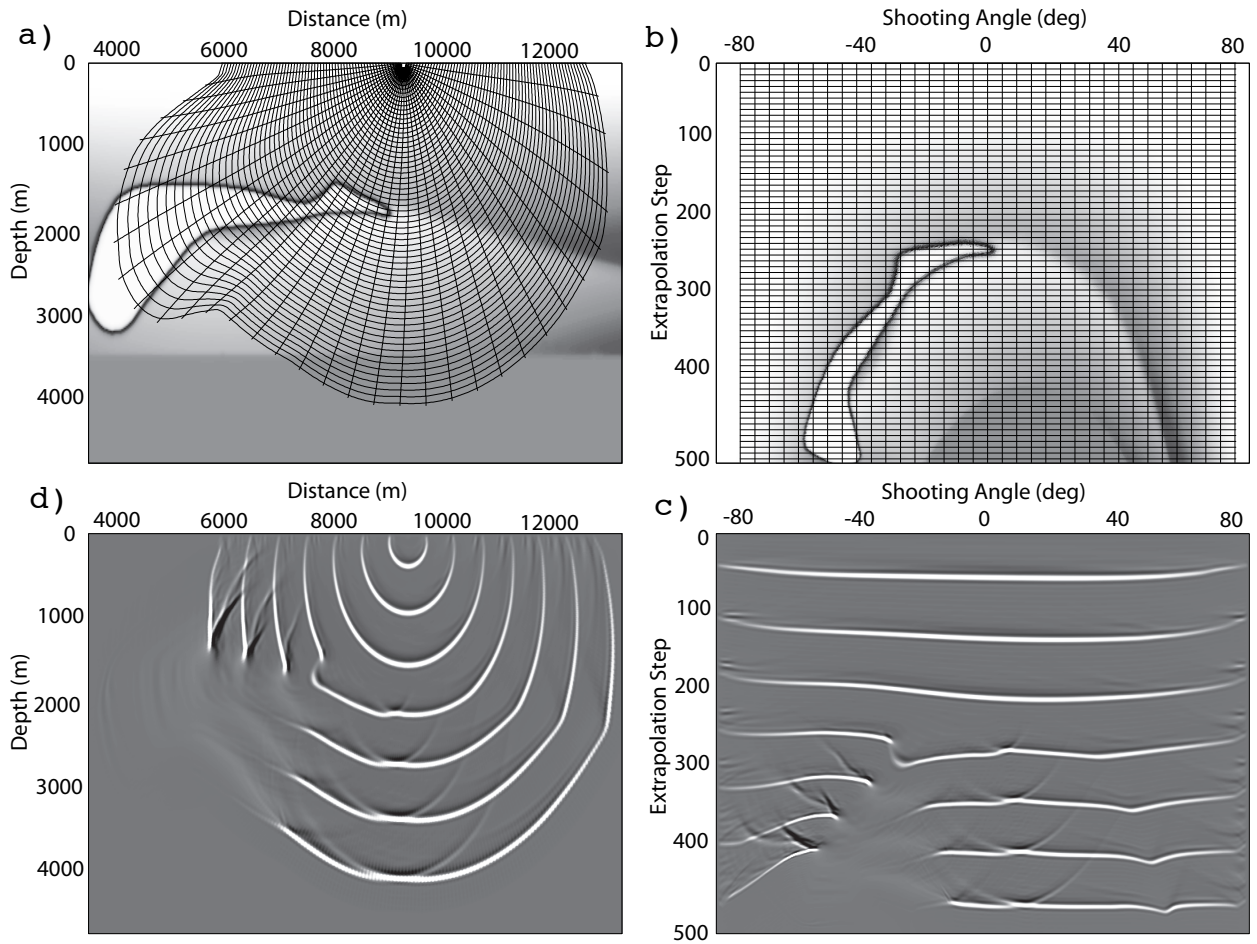 a)
Distance (m)
4000 6000 8000 10000 12000
Depth (m)
0
1000
2000
3000
4000
b)
Shooting Angle (deg)
-80 -40 0 40 80
Extrapolation Step
0
100
200
300
400
500
d)
Distance (m)
4000 6000 8000 10000 12000
Depth (m)
0
1000
2000
3000
4000
c)
Shooting Angle (deg)
-80 -40 0 40 80
Extrapolation Step
0
100
200
300
400
500